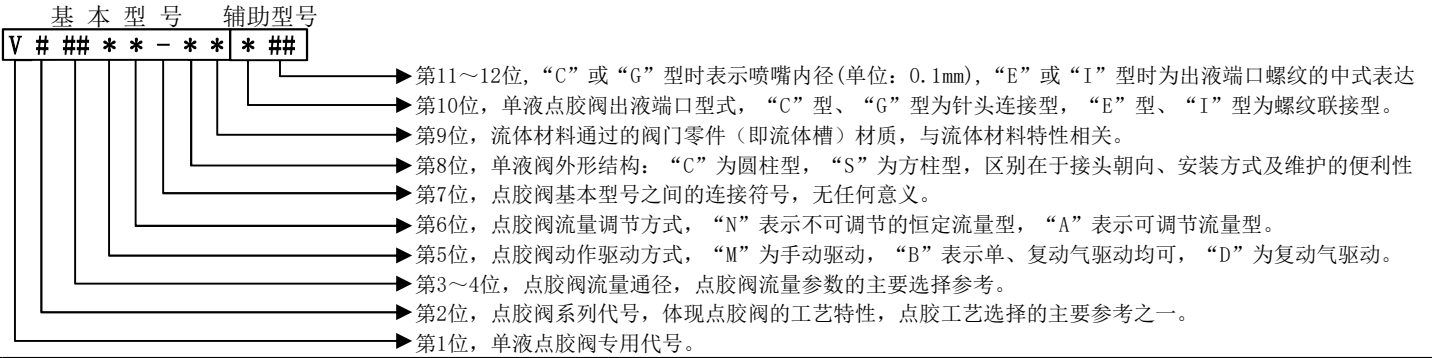 基 本 型 号 辅助型号
V # ## * * - * * * ##
第11～12位, “C”或“G”型时表示喷嘴内径(单位: 0.1mm), “E”或“I”型时为出液端口螺纹的中式表达
第10位, 单液点胶阀出液端口型式, “C”型、“G”型为针头连接型, “E”型、“I”型为螺纹联接型。
第9位, 流体材料通过的阀门零件（即流体槽）材质, 与流体材料特性相关。
第8位, 单液阀外形结构: “C”为圆柱型, “S”为方柱型, 区别在于接头朝向、安装方式及维护的便利性
第7位, 点胶阀基本型号之间的连接符号, 无任何意义。
第6位, 点胶阀流量调节方式, “N”表示不可调节的恒定流量型, “A”表示可调节流量型。
第5位, 点胶阀动作驱动方式, “M”为手动驱动, “B”表示单、复动气驱动均可, “D”为复动气驱动。
第3～4位, 点胶阀流量通径, 点胶阀流量参数的主要选择参考。
第2位, 点胶阀系列代号, 体现点胶阀的工艺特性, 点胶工艺选择的主要参考之一。
第1位, 单液点胶阀专用代号。